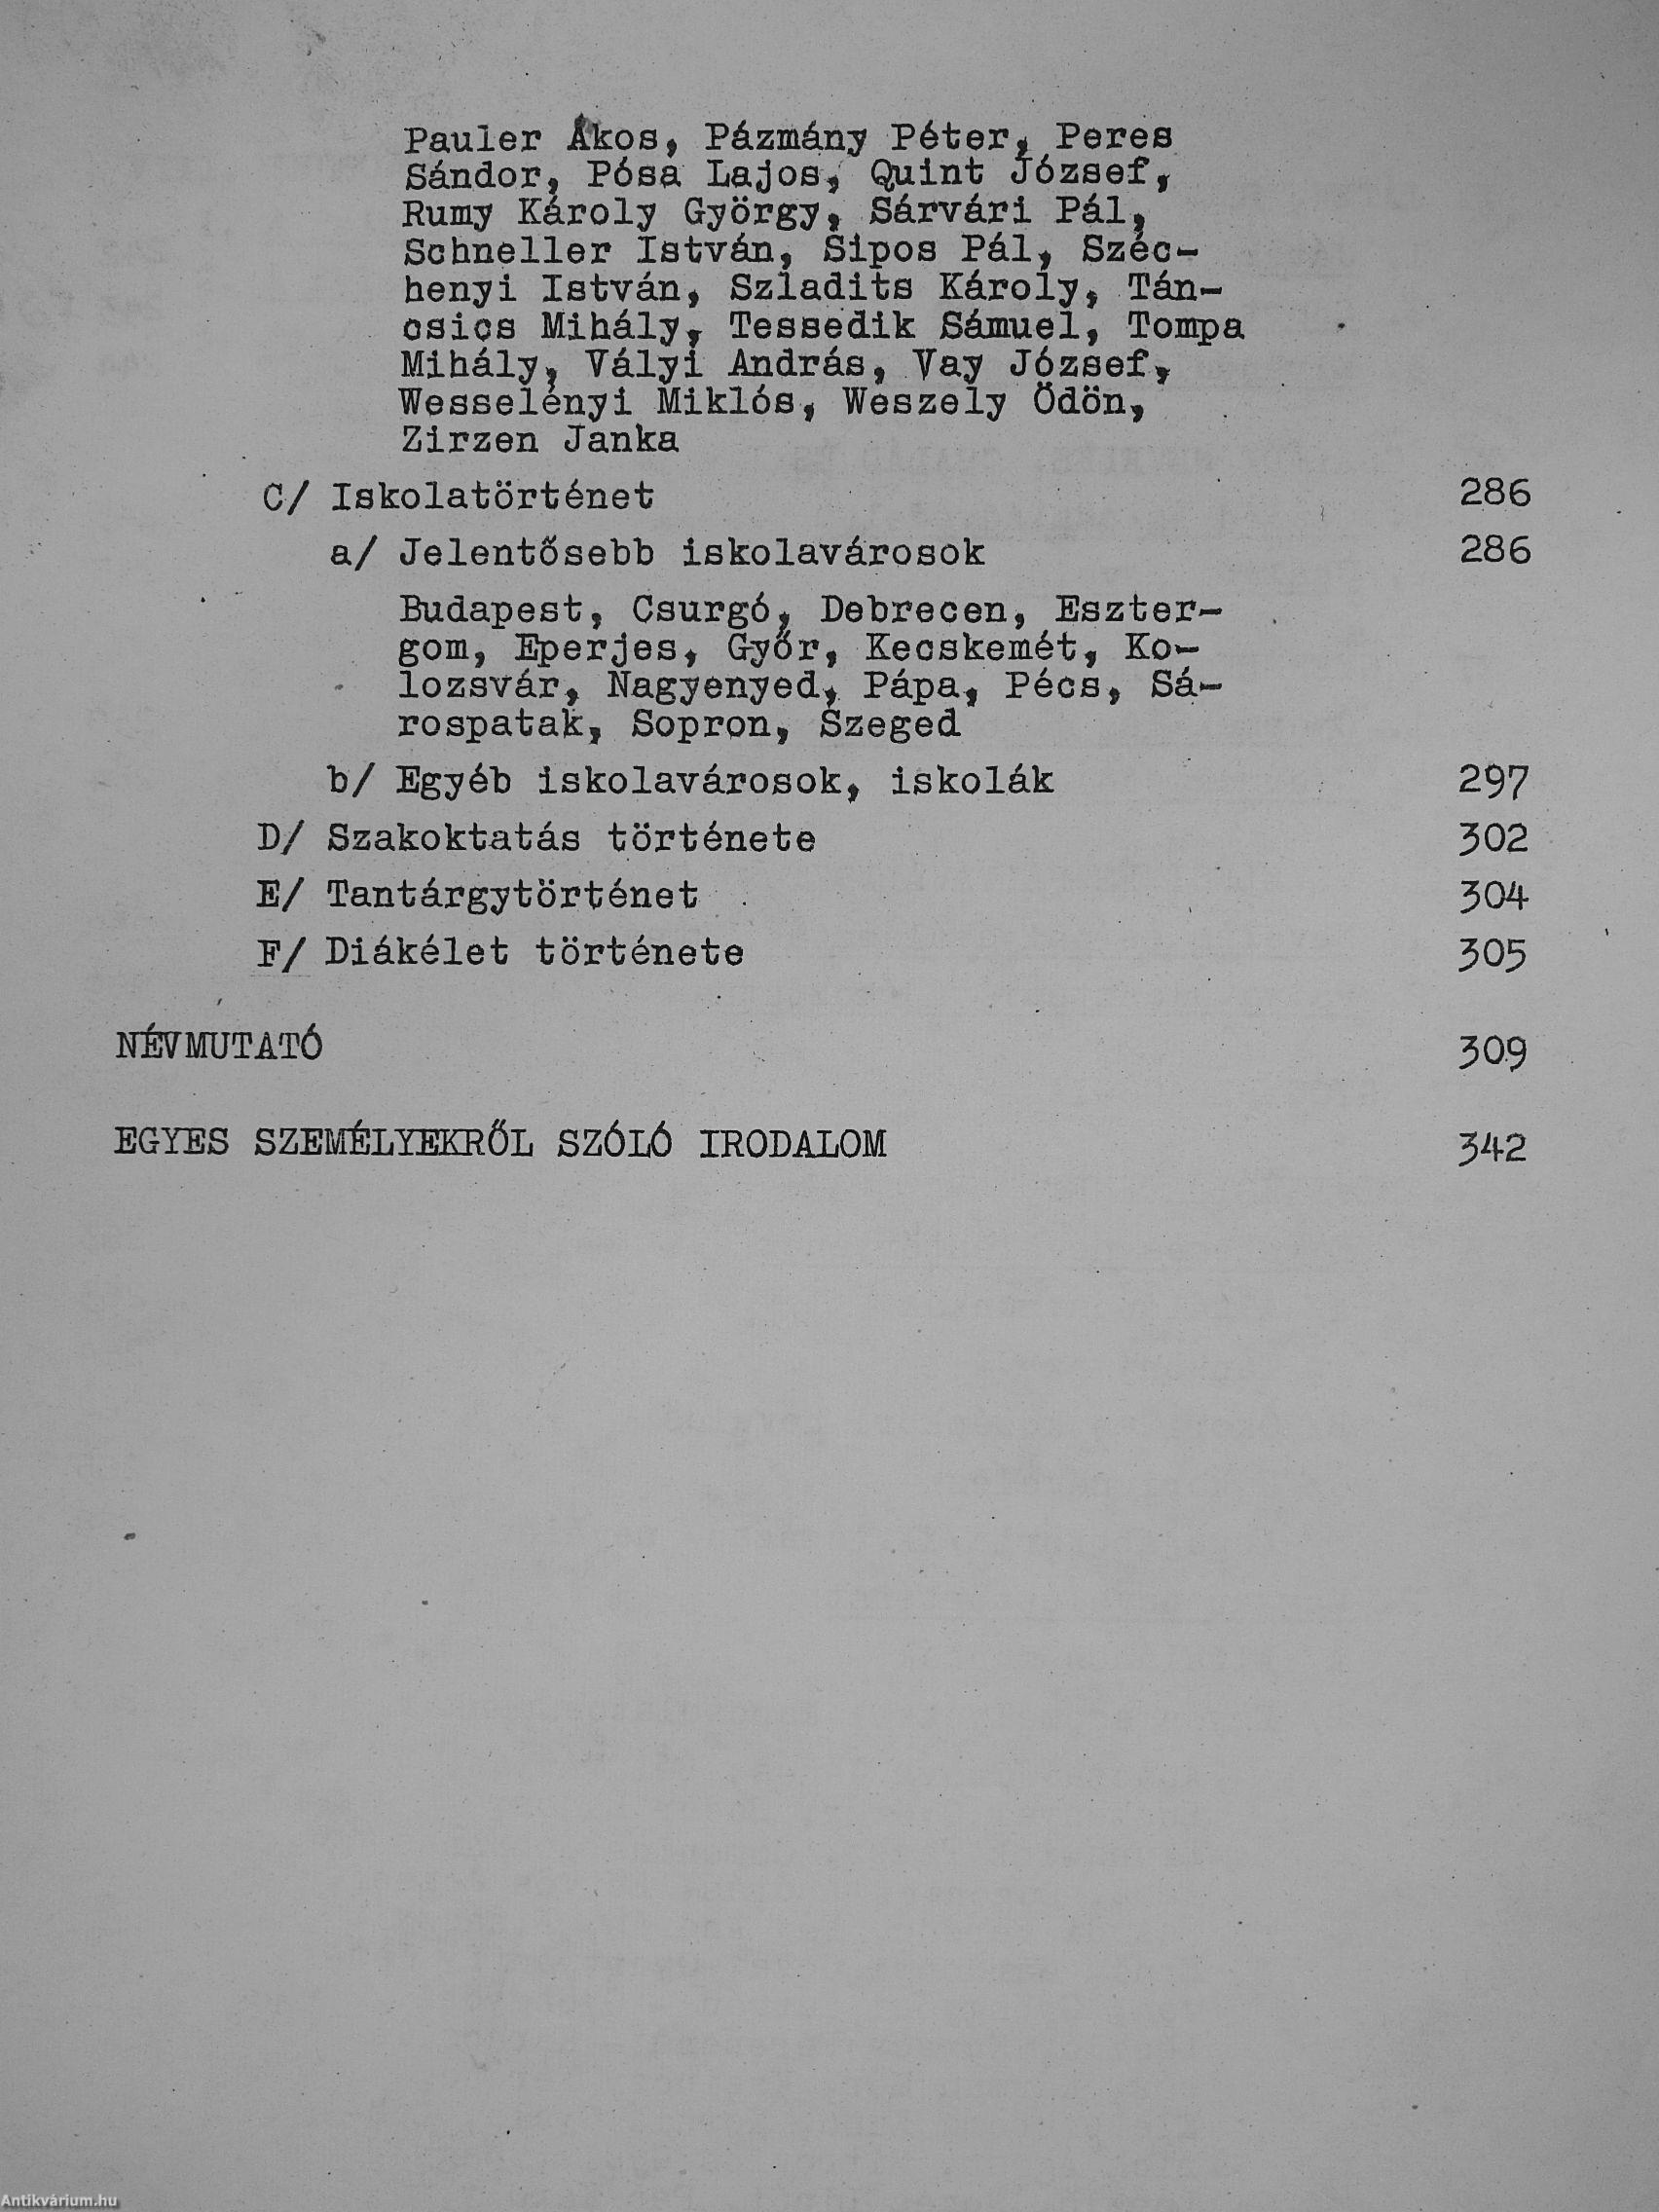 Pauler Ákos, Pázmány Péter, Peres
Sándor, Pósa Lajos, Quint József,
Rumy Károly György, Sárvári Pál,
Schneller István, Sipos Pál, Széc-
henyi István, Szladits Károly, Tán-
csics Mihály, Tessedik Sámuel, Tompa
Mihály, Vályi András, Vay József,
Wesselényi Miklós, Weszely Ödön,
Zirzen Janka
C/ Iskolatörténet 286
a/ Jelentősebb iskolavárosok 286
Budapest, Csurgó, Debrecen, Eszter-
gom, Eperjes, Győr, Kecskemét, Ko-
lozsvár, Nagyenyed, Pápa, Pécs, Sá-
rospatak, Sopron, Szeged
b/ Egyéb iskolavárosok, iskolák 297
D/ Szakoktatás története 302
E/ Tantárgytörténet 304
F/ Diákélet története 305
NÉVMUTATÓ 309
EGYES SZEMÉLYEKRŐL SZÓLÓ IRODALOM 342
Antikvárium.hu